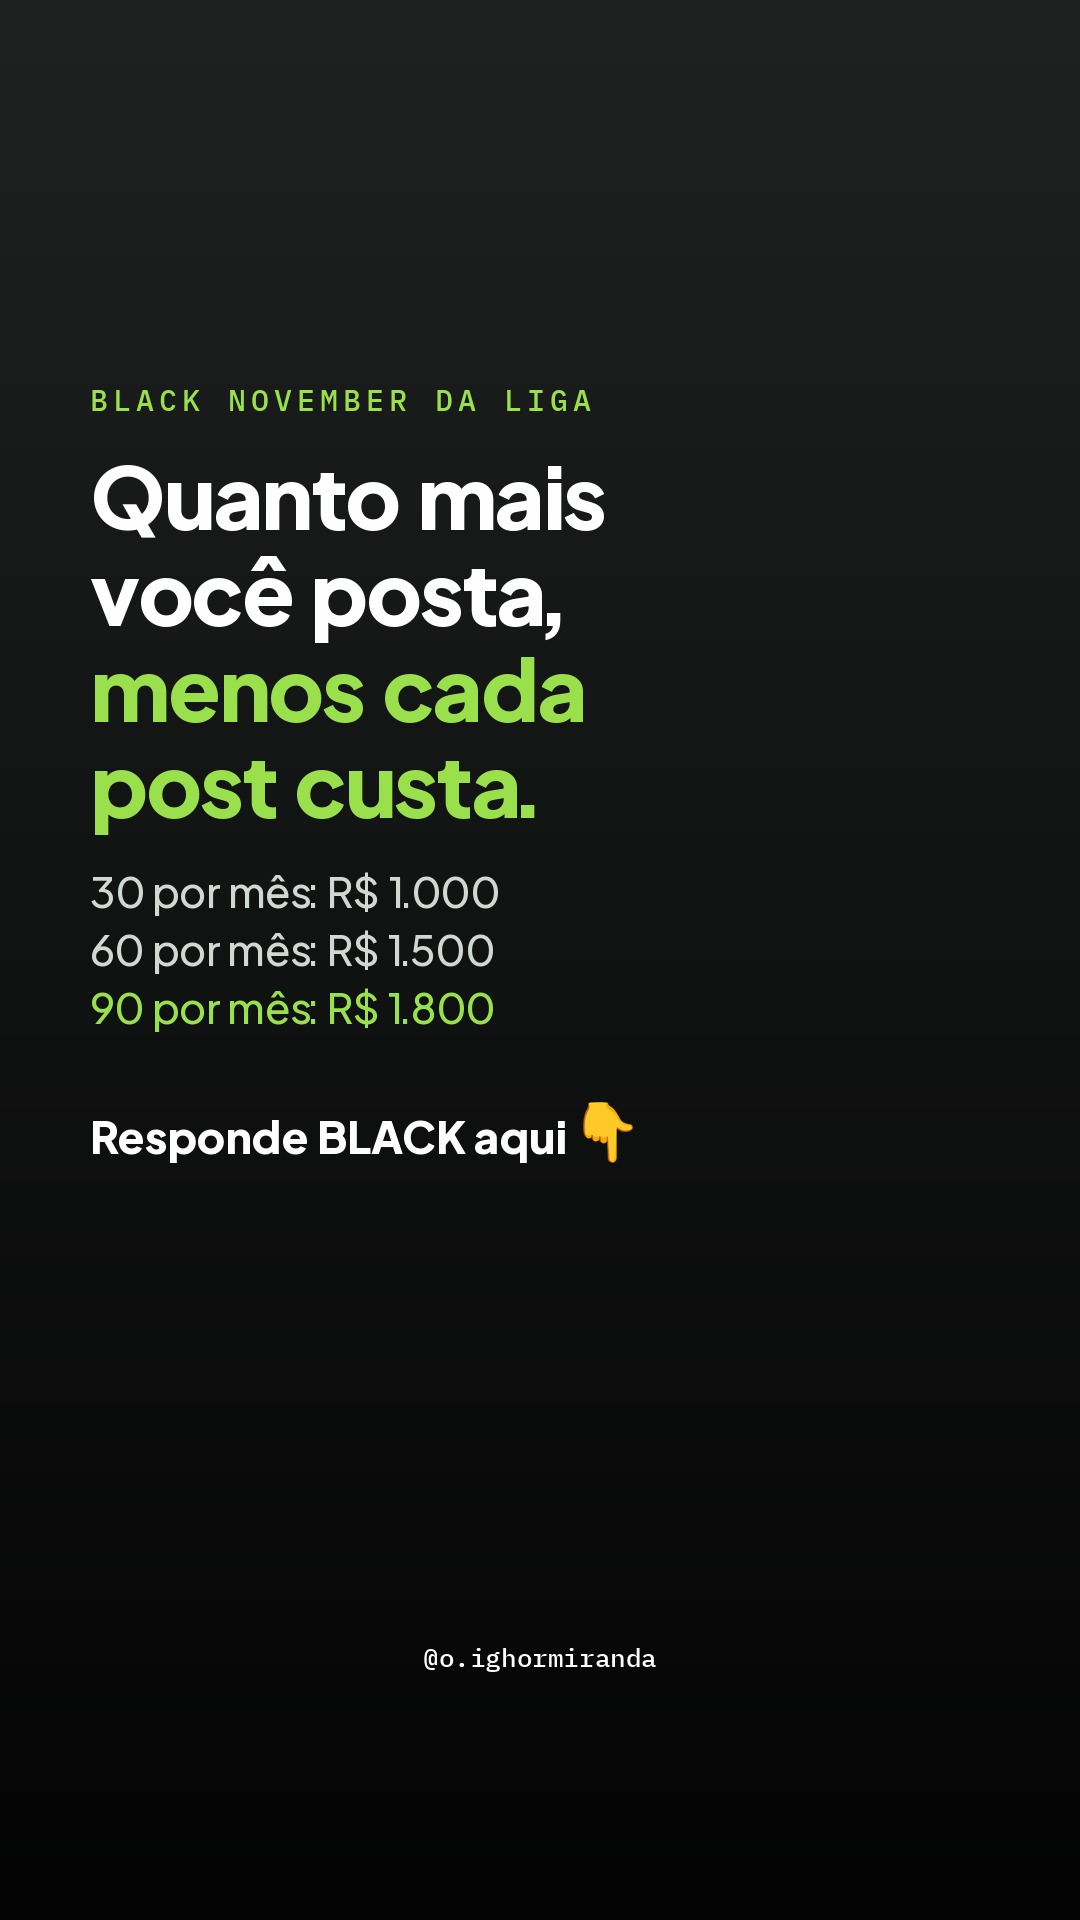 BLACK NOVEMBER DA LIGA
Quanto mais
você posta,
menos cada
post custa.
30 por mês: R$ 1.000
60 por mês: R$ 1.500
90 por mês: R$ 1.800
Responde BLACK aqui 👇
@o.ighormiranda